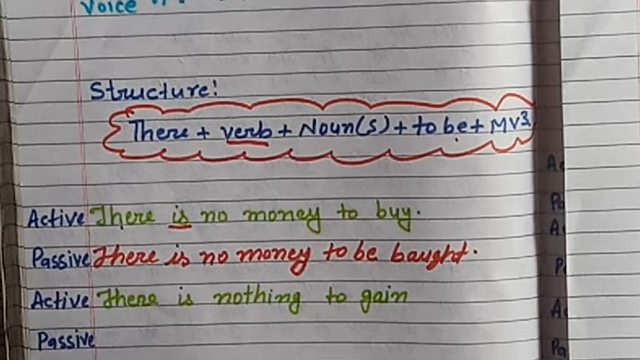 Voice
Structure!
There + verb + Noun(s) + to be + MV3
Active There is no money to buy.
Passive There is no money to be baught.
Active There is nothing to gain
Passive